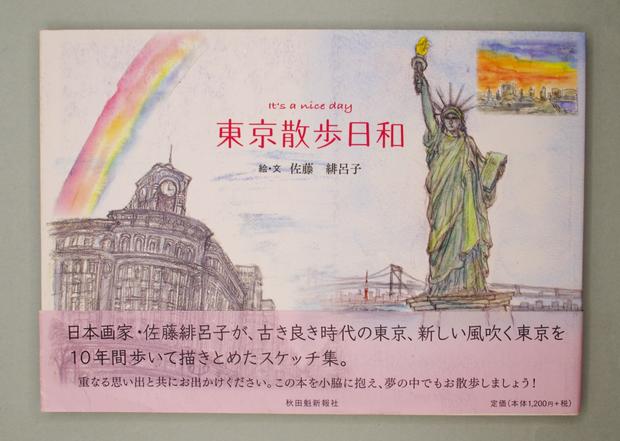 It's a nice day
東京散歩日和
絵・文 佐藤 緋呂子
日本画家・佐藤緋呂子が、古き良き時代の東京、新しい風吹く東京を
10年間歩いて描きとめたスケッチ集。
重なる思い出と共にお出かけください。この本を小脇に抱え、夢の中でもお散歩しましょう！
秋田魁新報社 定価(本体1,200円+税)